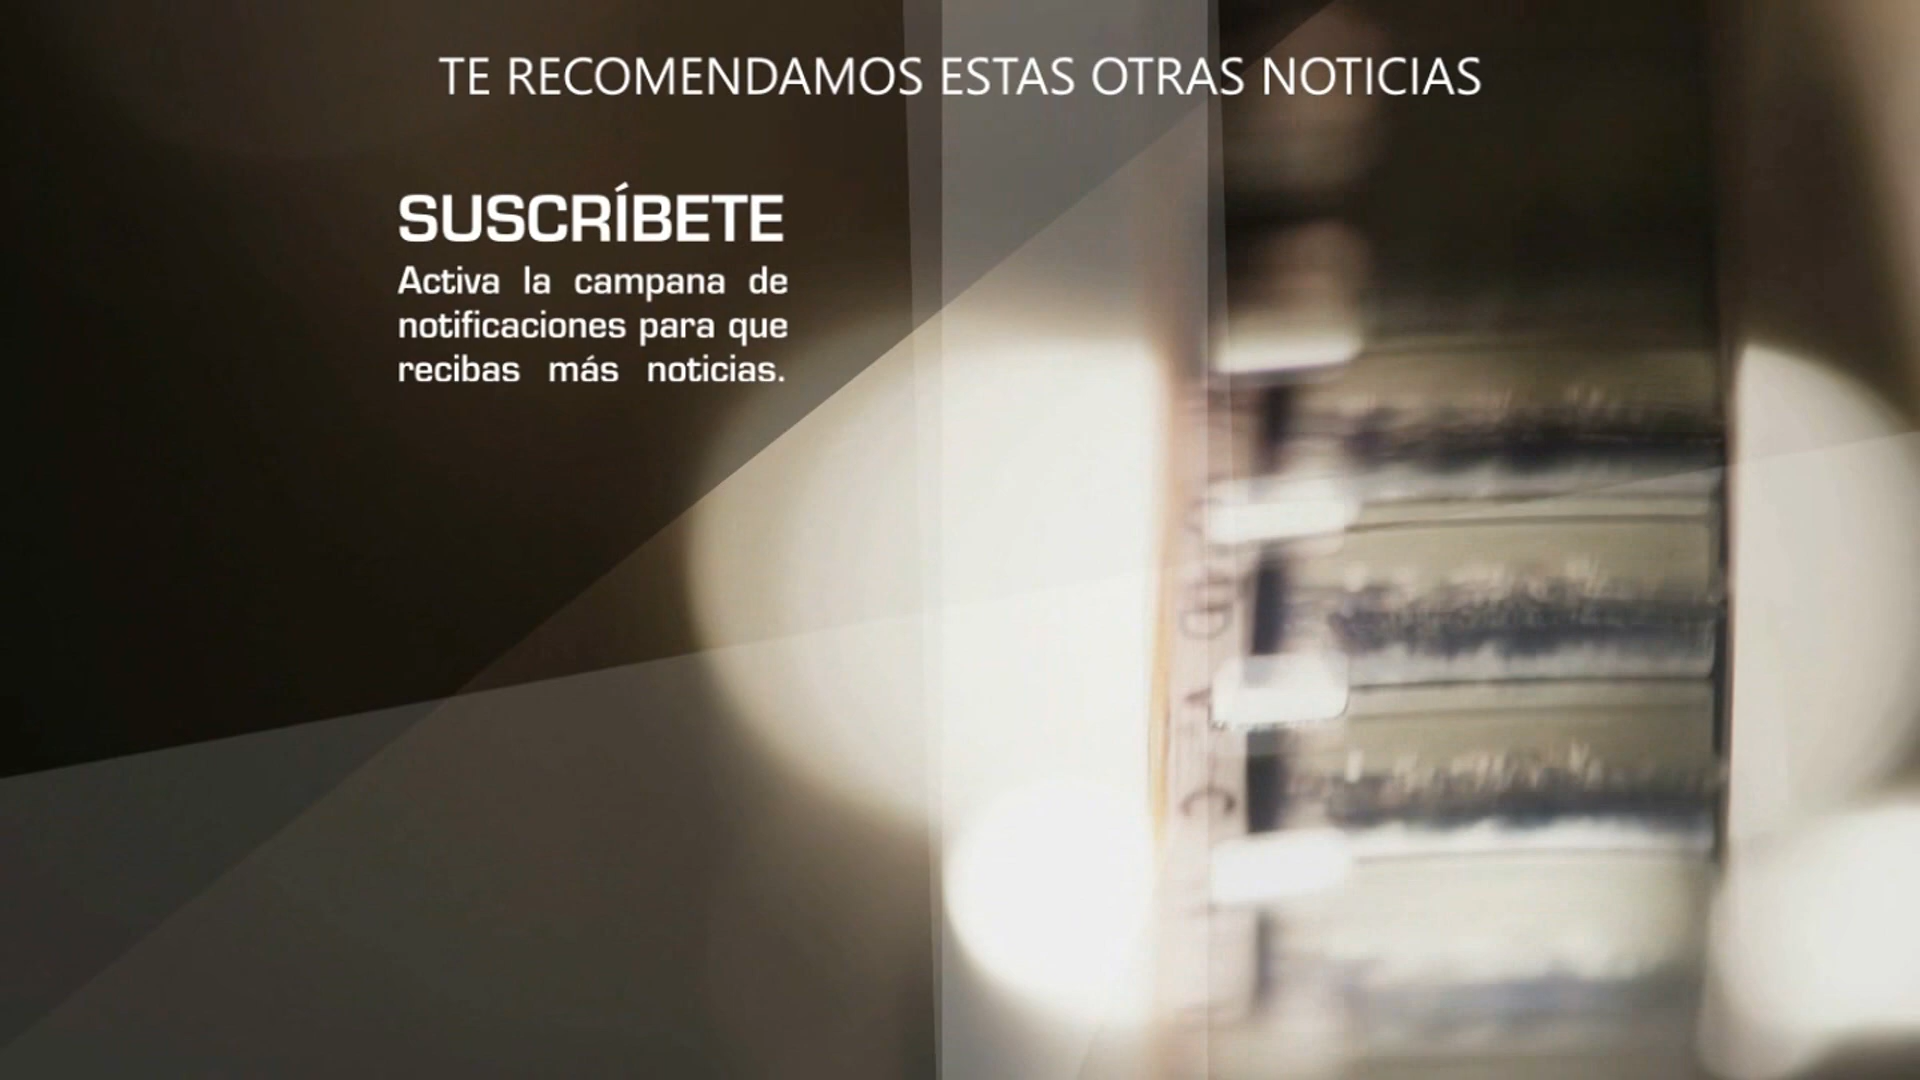 TE RECOMENDAMOS ESTAS OTRAS NOTICIAS
SUSCRÍBETE
Activa la campana de
notificaciones para que
recibas más noticias.